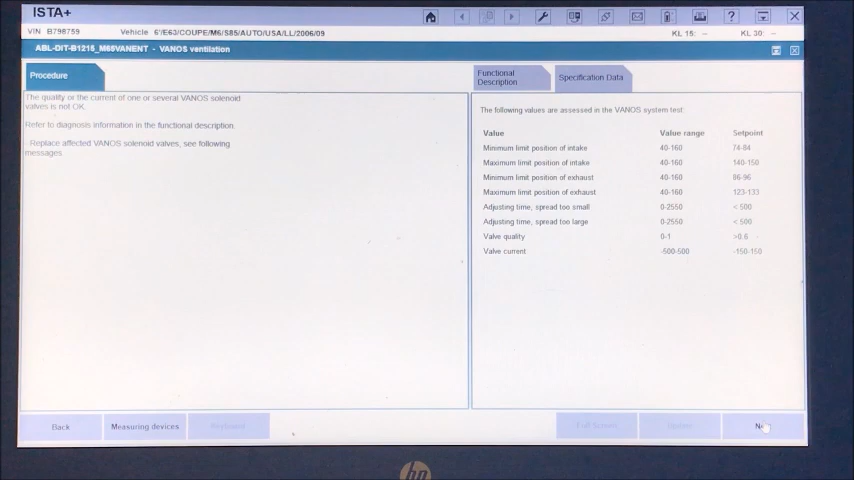 ISTA+
VIN B798759 Vehicle 6'/E63/COUPE/M6/S85/AUTO/USA/LL/2006/09 KL 15: -- KL 30: --
ABL-DIT-B1215_M65VANENT - VANOS ventilation
Procedure
The quality or the current of one or several VANOS solenoid
valves is not OK.
Refer to diagnosis information in the functional description.
Replace affected VANOS solenoid valves, see following
messages.
Functional
Description
Specification Data
The following values are assessed in the VANOS system test:
Value Value range Setpoint
Minimum limit position of intake 40-160 74-84
Maximum limit position of intake 40-160 140-150
Minimum limit position of exhaust 40-160 86-96
Maximum limit position of exhaust 40-160 123-133
Adjusting time, spread too small 0-2550 < 500
Adjusting time, spread too large 0-2550 < 500
Valve quality 0-1 >0.6
Valve current -500-500 -150-150
Back Measuring devices Keyboard Full Screen
hp